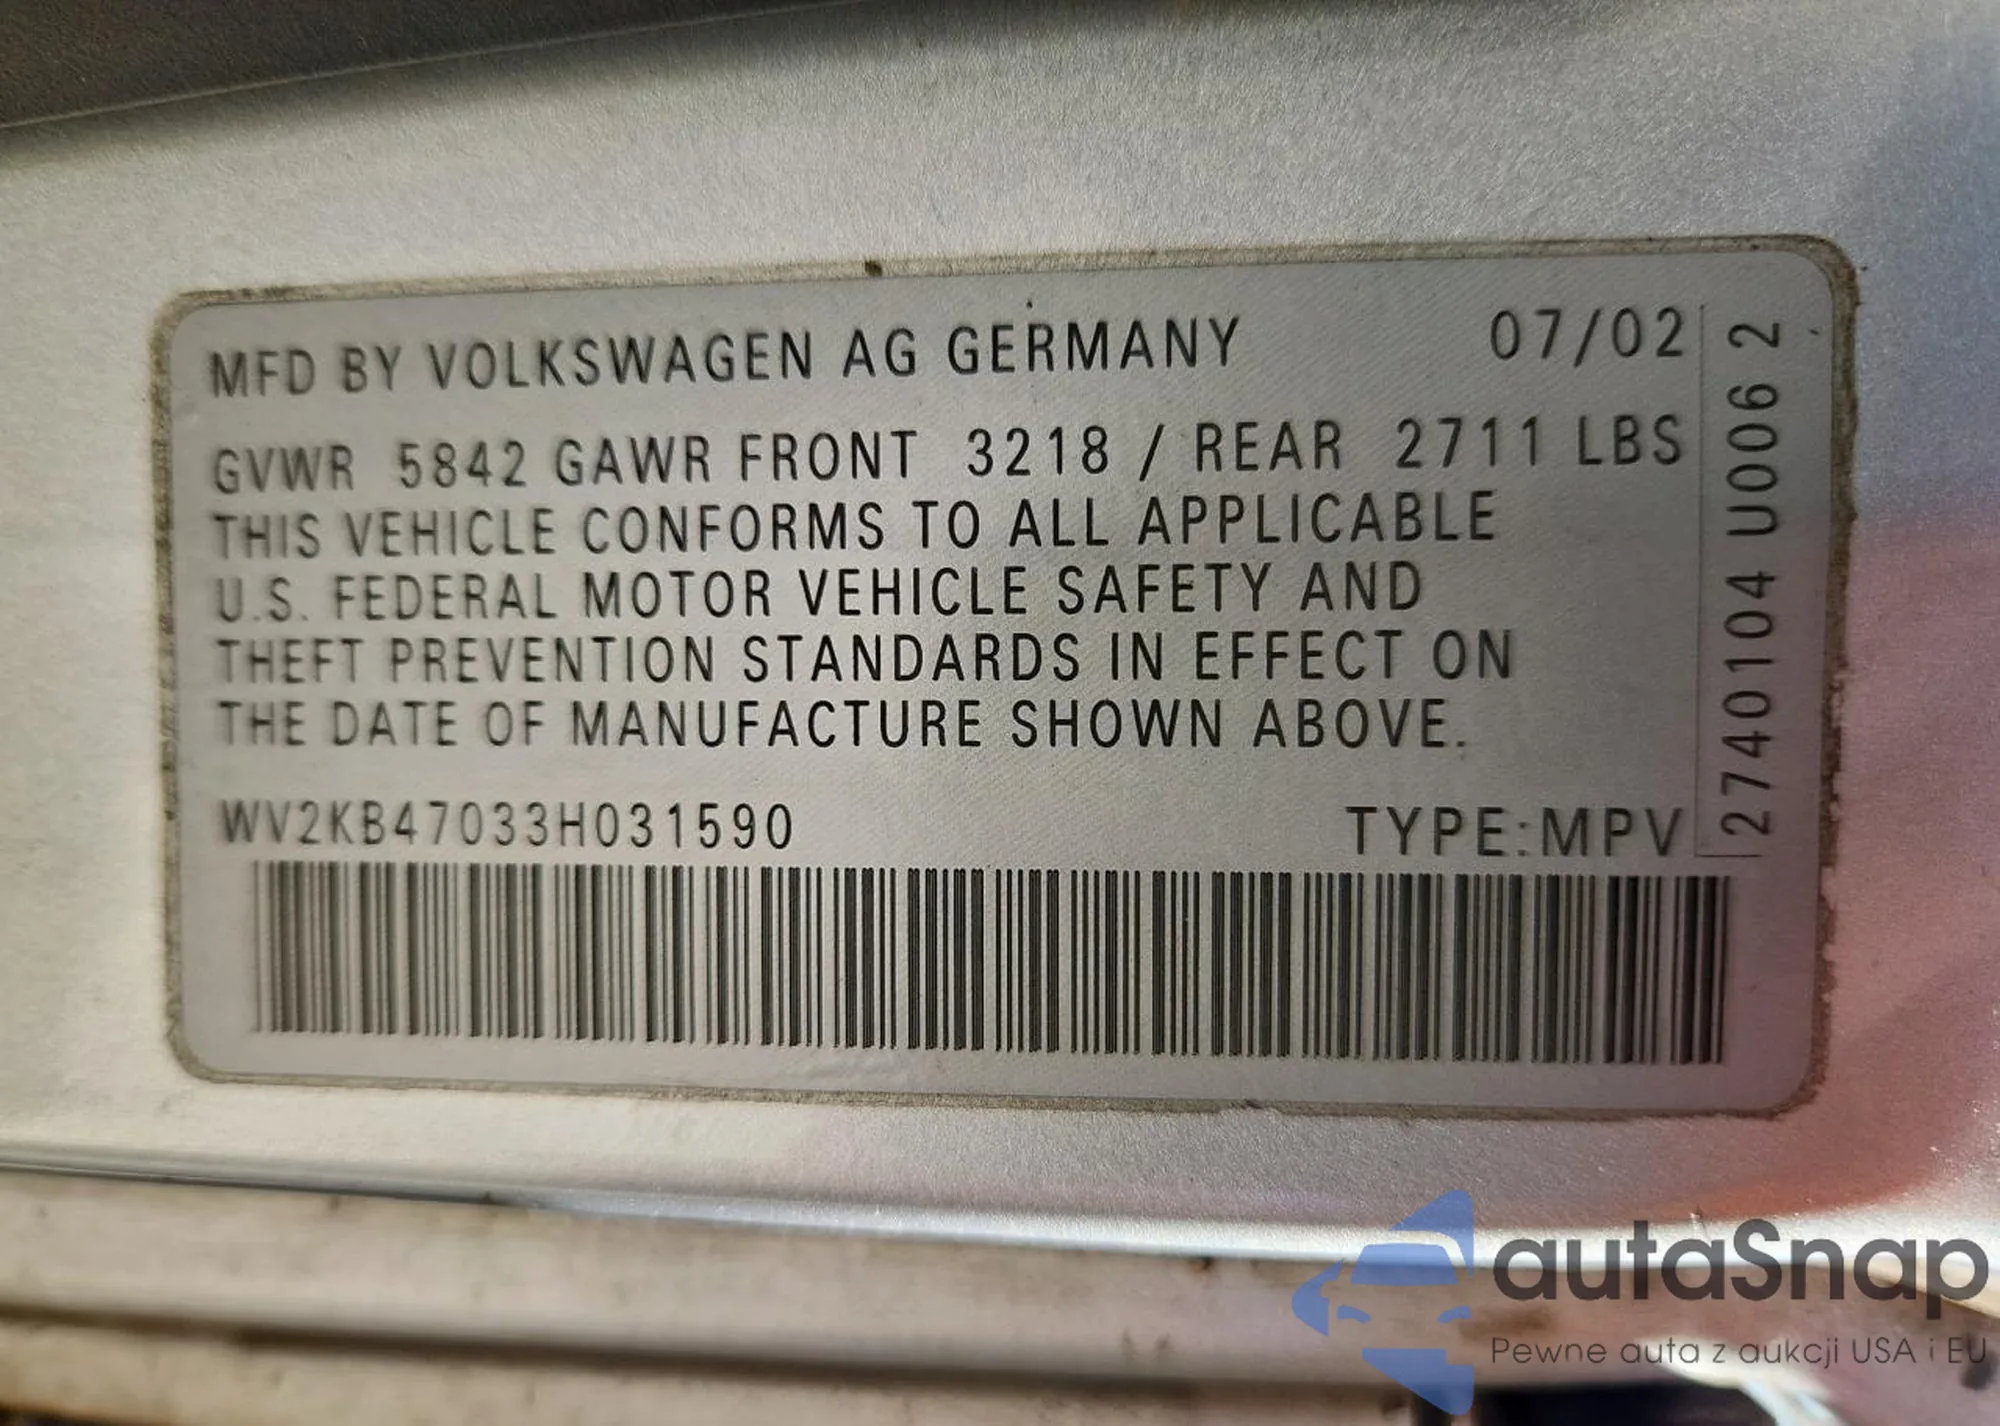 MFD BY VOLKSWAGEN AG GERMANY 07/02
GVWR 5842 GAWR FRONT 3218 / REAR 2711 LBS
THIS VEHICLE CONFORMS TO ALL APPLICABLE
U.S. FEDERAL MOTOR VEHICLE SAFETY AND
THEFT PREVENTION STANDARDS IN EFFECT ON
THE DATE OF MANUFACTURE SHOWN ABOVE.
WV2KB47033H031590 TYPE:MPV
2740104 U006 2
autaSnap
Pewne auta z aukcji USA i EU